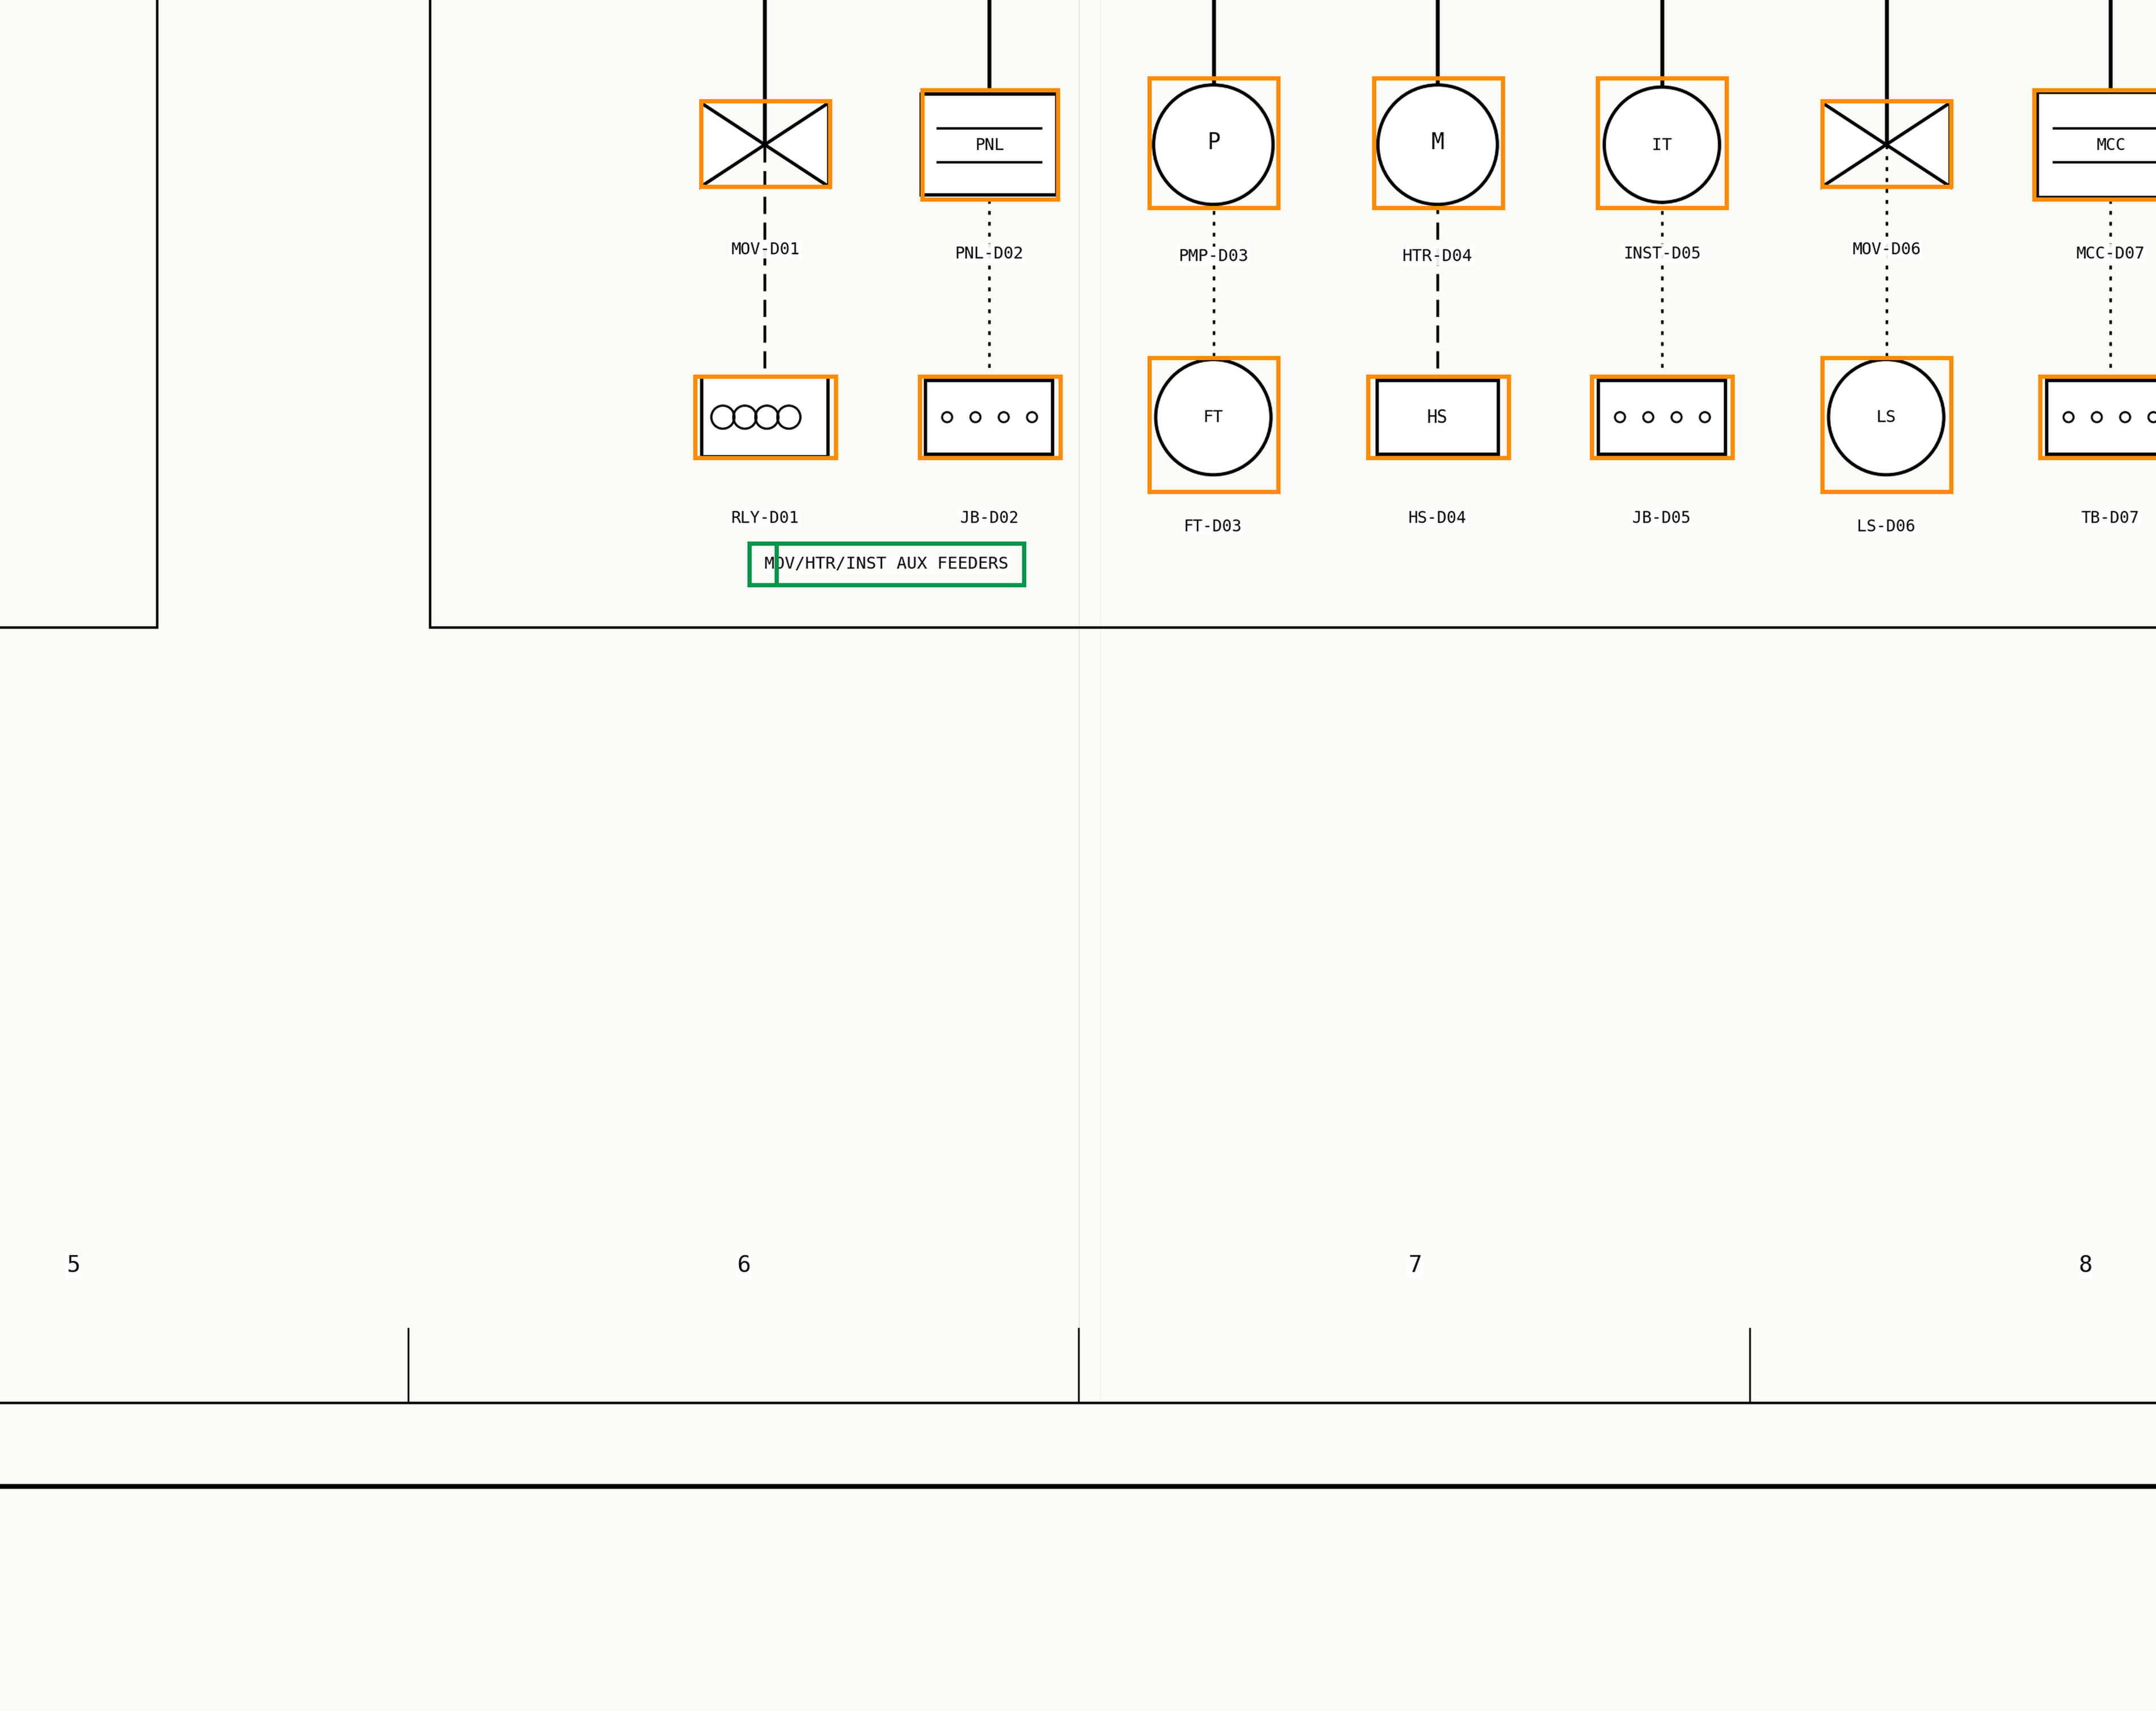 PNL
P
M
IT
MCC
MOV-D01
PNL-D02
PMP-D03
HTR-D04
INST-D05
MOV-D06
MCC-D07
FT
HS
LS
RLY-D01
JB-D02
FT-D03
HS-D04
JB-D05
LS-D06
TB-D07
MOV/HTR/INST AUX FEEDERS
5
6
7
8